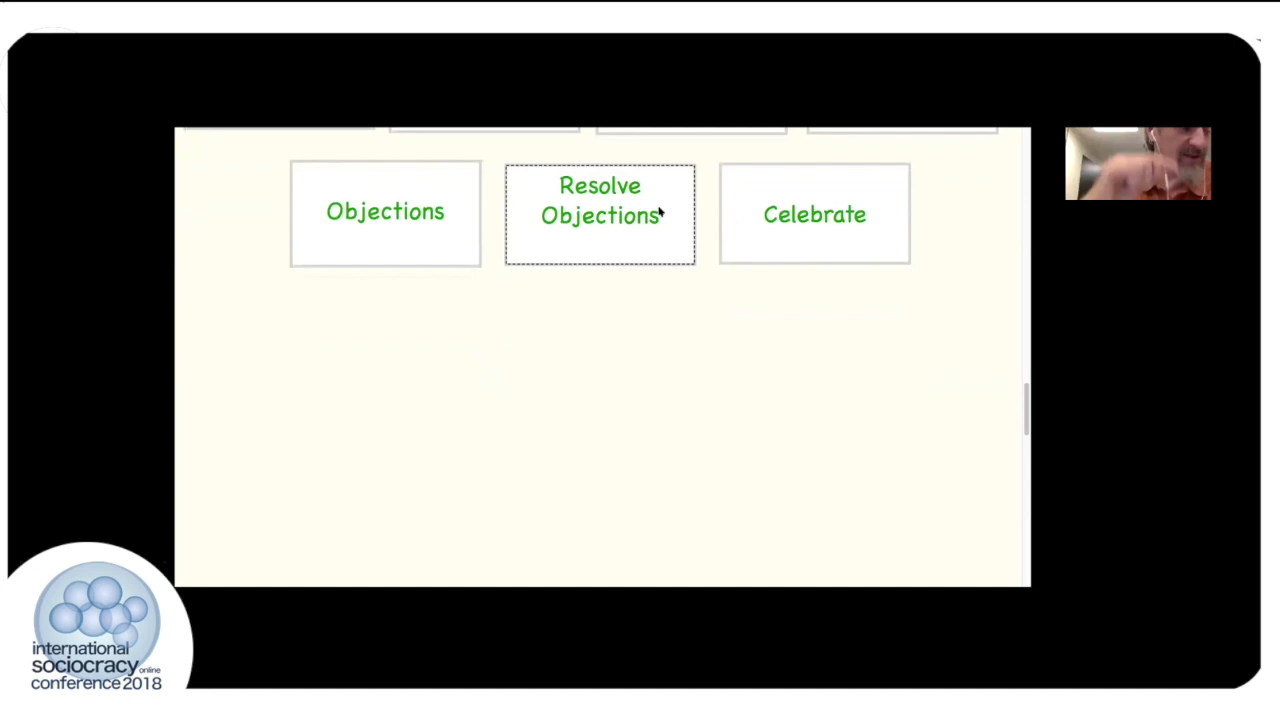 Objections
Resolve
Objections
Celebrate
international
sociocracy online
conference 2018